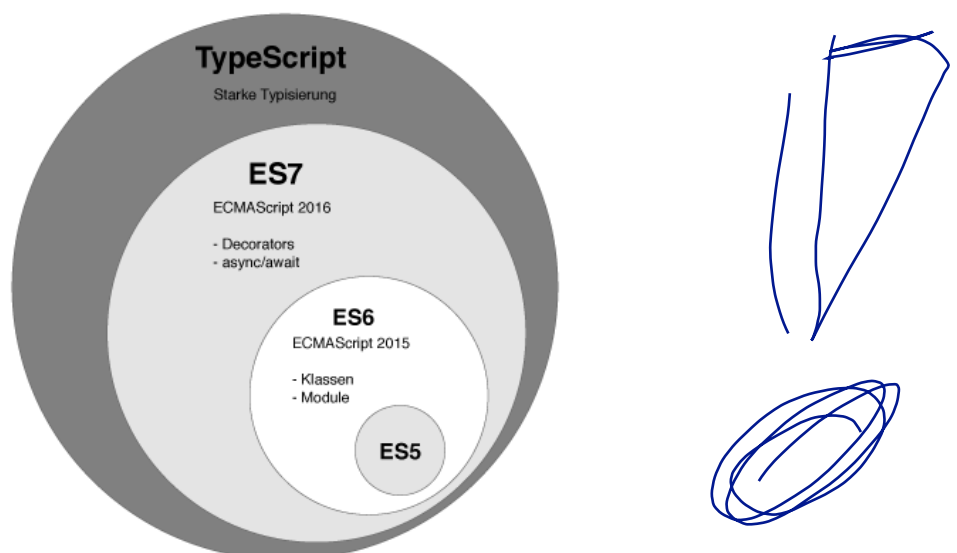 TypeScript
Starke Typisierung
ES7
ECMAScript 2016
- Decorators
- async/await
ES6
ECMAScript 2015
- Klassen
- Module
ES5